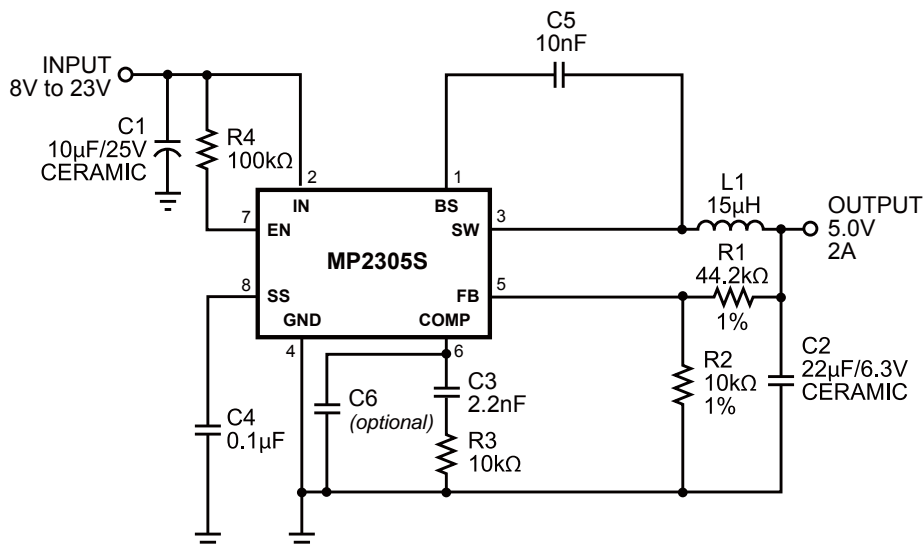 C5
10nF
INPUT
8V to 23V
C1
10µF/25V
CERAMIC
R4
100kΩ
2
1
IN
BS
7
EN
SW
3
L1
15µH
OUTPUT
5.0V
2A
MP2305S
R1
44.2kΩ
1%
8
SS
FB
5
GND
COMP
4
6
C4
0.1µF
C6
(optional)
C3
2.2nF
R3
10kΩ
R2
10kΩ
1%
C2
22µF/6.3V
CERAMIC